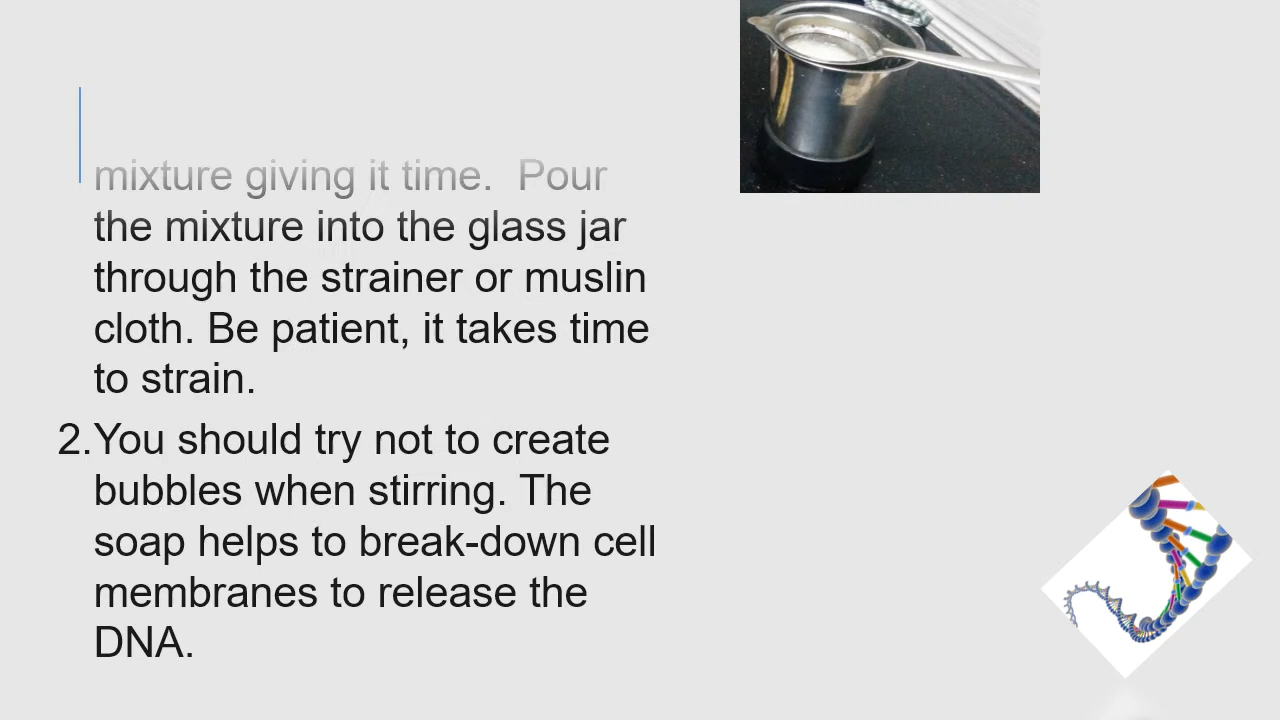 mixture giving it time.  Pour
the mixture into the glass jar
through the strainer or muslin
cloth. Be patient, it takes time
to strain.
2. You should try not to create
bubbles when stirring. The
soap helps to break-down cell
membranes to release the
DNA.